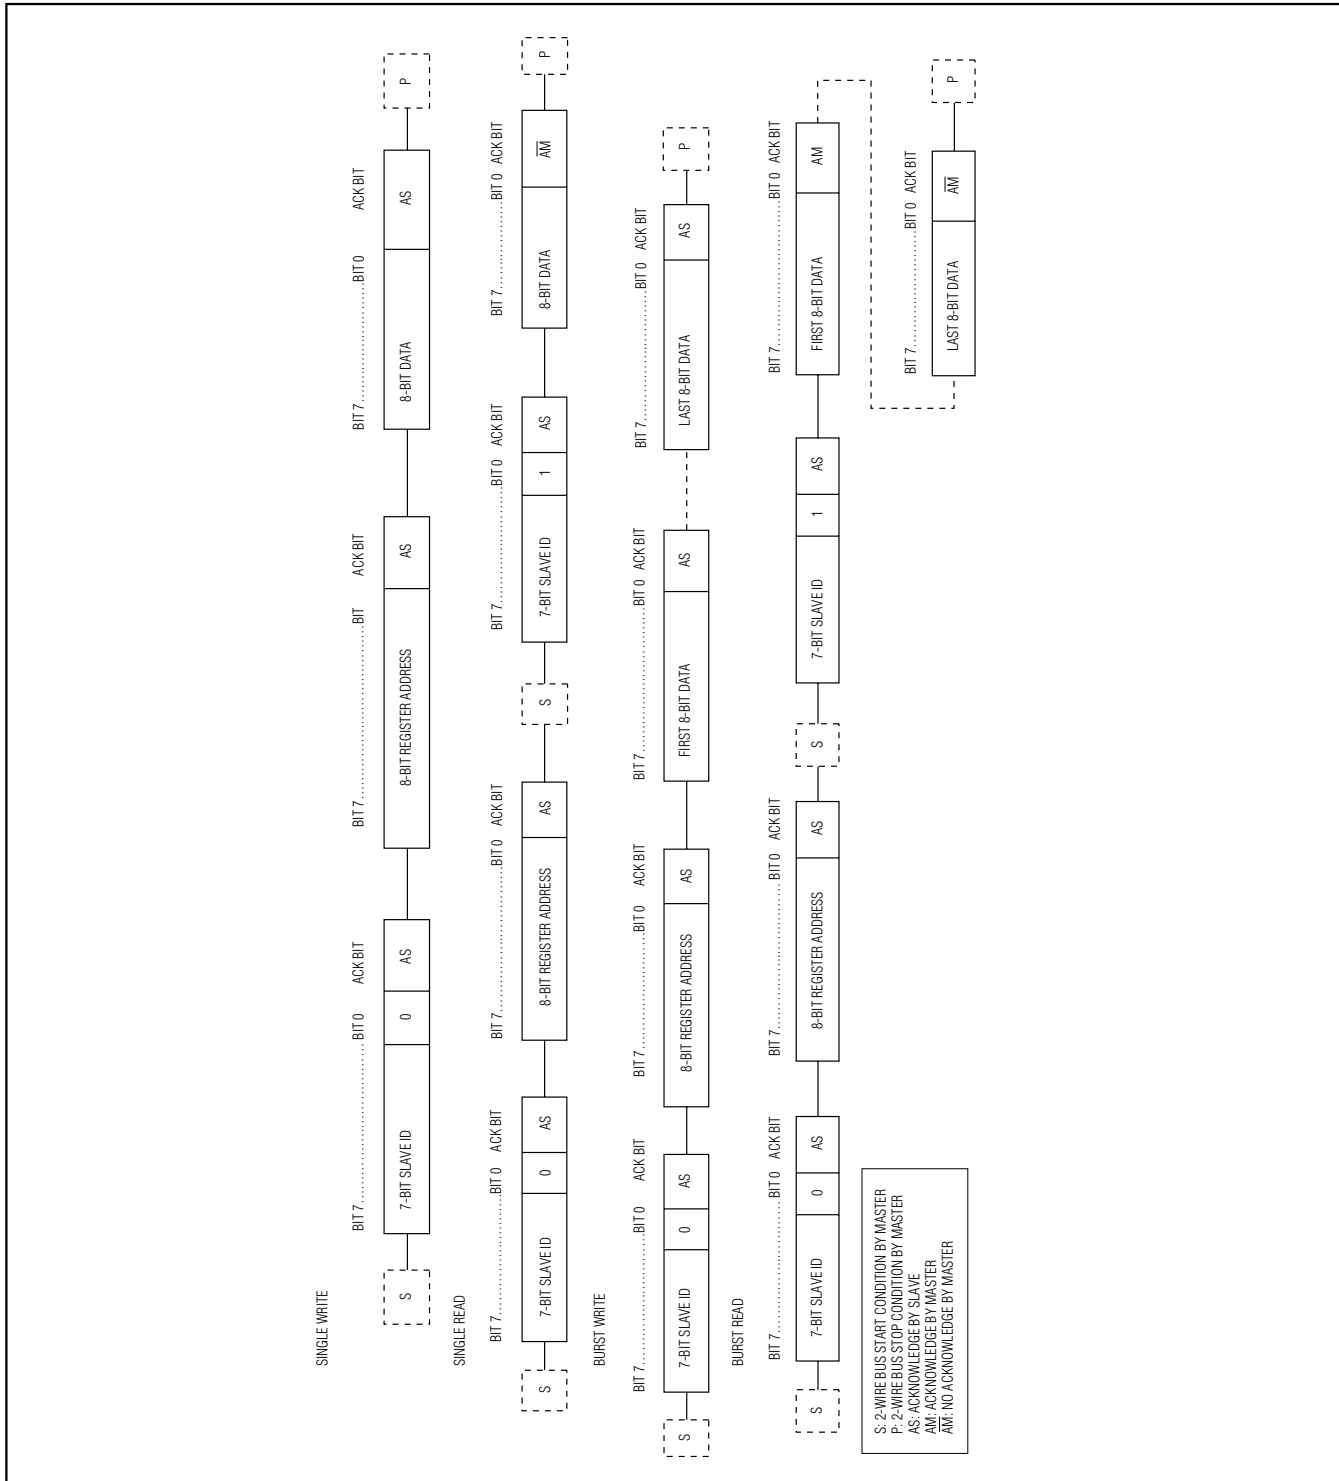 SINGLE WRITE
BIT 7.......................BIT 0 ACK BIT BIT 7.......................BIT ACK BIT BIT 7.......................BIT 0 ACK BIT
S 7-BIT SLAVE ID 0 AS 8-BIT REGISTER ADDRESS AS 8-BIT DATA AS P
SINGLE READ
BIT 7.......................BIT 0 ACK BIT BIT 7.......................BIT 0 ACK BIT BIT 7.......................BIT 0 ACK BIT BIT 7.......................BIT 0 ACK BIT
S 7-BIT SLAVE ID 0 AS 8-BIT REGISTER ADDRESS AS S 7-BIT SLAVE ID 1 AS 8-BIT DATA A̅M̅ P
BURST WRITE
BIT 7.......................BIT 0 ACK BIT BIT 7.......................BIT 0 ACK BIT BIT 7.......................BIT 0 ACK BIT BIT 7.......................BIT 0 ACK BIT
S 7-BIT SLAVE ID 0 AS 8-BIT REGISTER ADDRESS AS FIRST 8-BIT DATA AS LAST 8-BIT DATA AS P
BURST READ
BIT 7.......................BIT 0 ACK BIT BIT 7.......................BIT 0 ACK BIT BIT 7.......................BIT 0 ACK BIT
S 7-BIT SLAVE ID 0 AS 8-BIT REGISTER ADDRESS AS S 7-BIT SLAVE ID 1 AS FIRST 8-BIT DATA AM
BIT 7.......................BIT 0 ACK BIT
LAST 8-BIT DATA A̅M̅ P
S: 2-WIRE BUS START CONDITION BY MASTER
P: 2-WIRE BUS STOP CONDITION BY MASTER
AS: ACKNOWLEDGE BY SLAVE
AM: ACKNOWLEDGE BY MASTER
A̅M̅: NO ACKNOWLEDGE BY MASTER